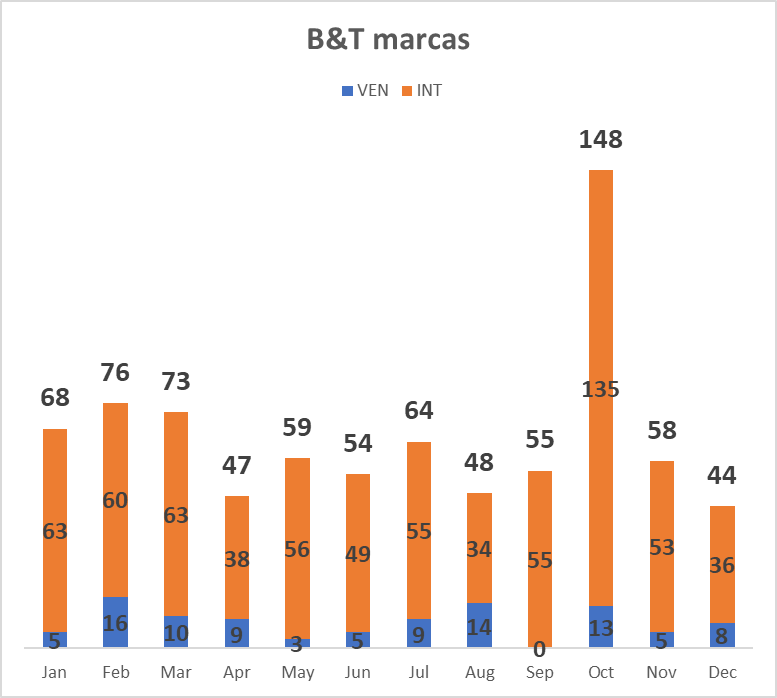 B&T marcas
VEN INT
148
76
73
68
64
59
58
55
54
48
47
44
135
63 60 63 38 56 49 55 34 55 53 36
5 16 10 9 3 5 9 14 0 13 5 8
Jan Feb Mar Apr May Jun Jul Aug Sep Oct Nov Dec